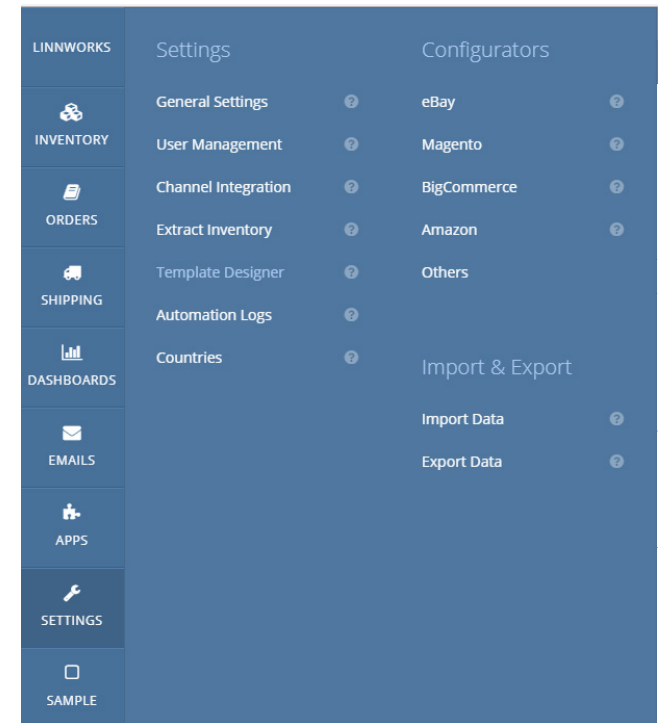 LINNWORKS
INVENTORY
ORDERS
SHIPPING
DASHBOARDS
EMAILS
APPS
SETTINGS
SAMPLE
Settings
General Settings
User Management
Channel Integration
Extract Inventory
Template Designer
Automation Logs
Countries
Configurators
eBay
Magento
BigCommerce
Amazon
Others
Import & Export
Import Data
Export Data